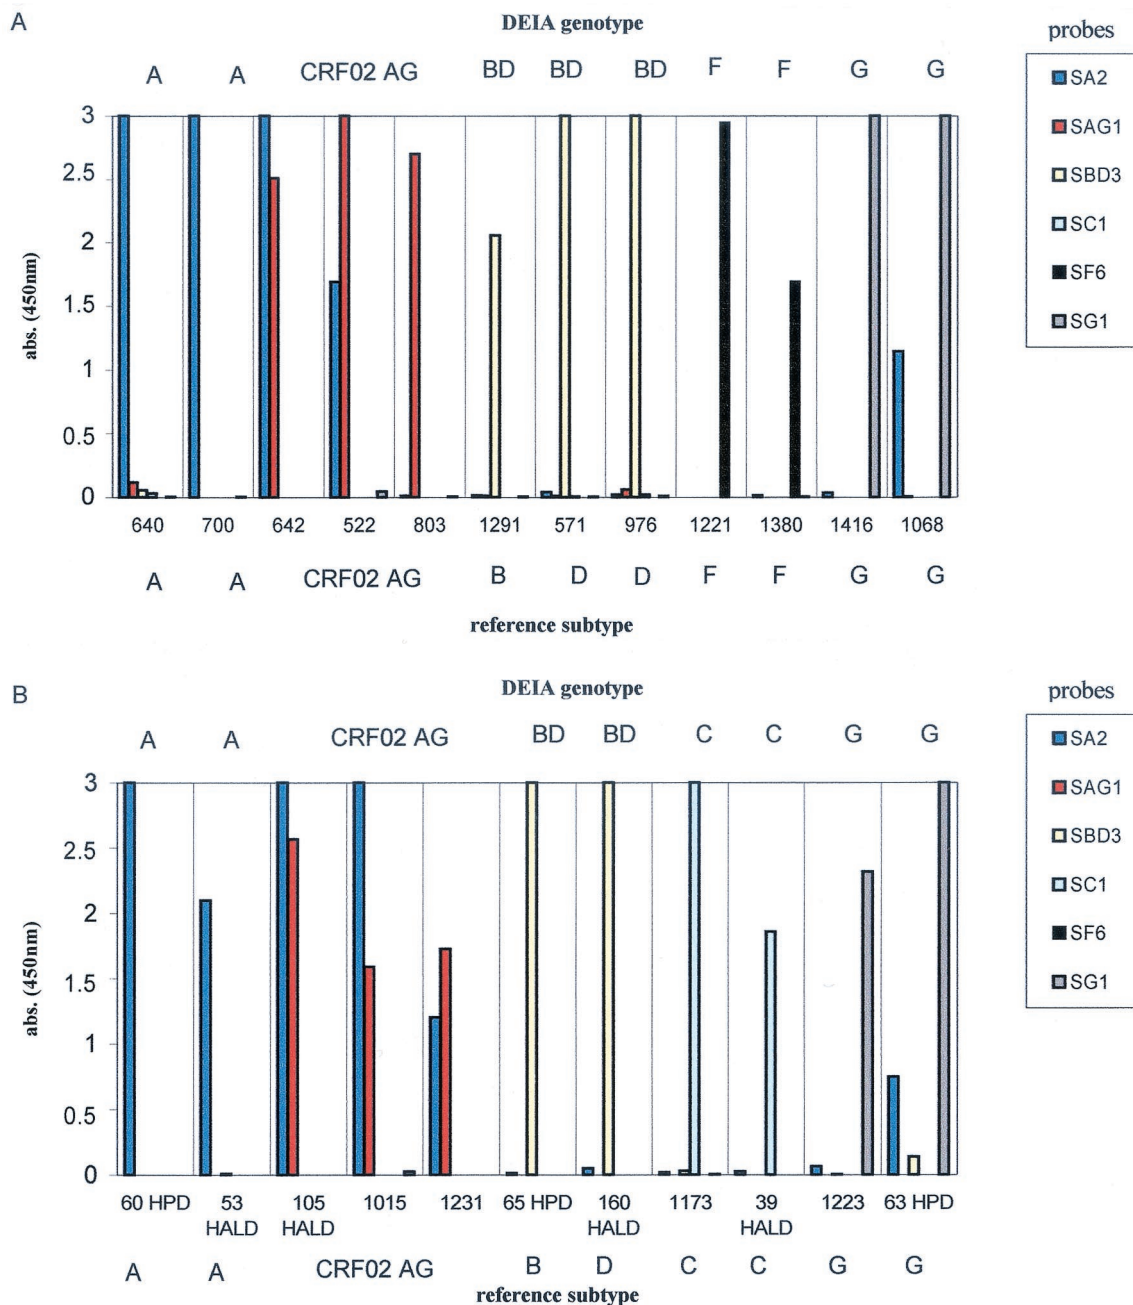 A
DEIA genotype
probes
A A CRF02 AG BD BD BD F F G G
SA2
SAG1
SBD3
SC1
SF6
SG1
abs. (450nm)
3
2.5
2
1.5
1
0.5
0
640 700 642 522 803 1291 571 976 1221 1380 1416 1068
A A CRF02 AG B D D F F G G
reference subtype
B
DEIA genotype
probes
A A CRF02 AG BD BD C C G G
SA2
SAG1
SBD3
SC1
SF6
SG1
abs. (450nm)
3
2.5
2
1.5
1
0.5
0
60 HPD 53 105 1015 1231 65 HPD 160 1173 39 1223 63 HPD
HALD HALD HALD HALD
A A CRF02 AG B D C C G G
reference subtype